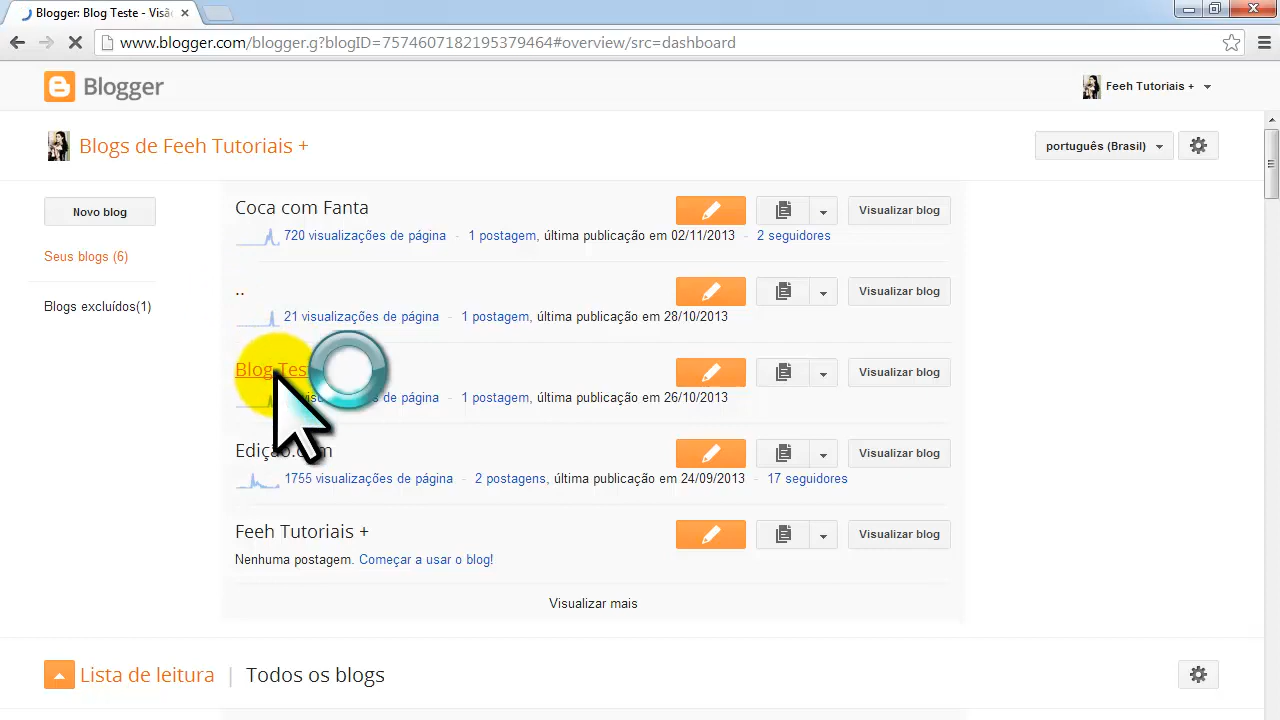 Blogger: Blog Teste - Visã
www.blogger.com/blogger.g?blogID=7574607182195379464#overview/src=dashboard
Blogger
Feeh Tutoriais +
Blogs de Feeh Tutoriais +
português (Brasil)
Novo blog
Seus blogs (6)
Blogs excluídos(1)
Coca com Fanta
Visualizar blog
720 visualizações de página - 1 postagem, última publicação em 02/11/2013 - 2 seguidores
..
Visualizar blog
21 visualizações de página - 1 postagem, última publicação em 28/10/2013
Blog Tes
Visualizar blog
de página - 1 postagem, última publicação em 26/10/2013
Visualizar blog
1755 visualizações de página - 2 postagens, última publicação em 24/09/2013 - 17 seguidores
Feeh Tutoriais +
Visualizar blog
Nenhuma postagem. Começar a usar o blog!
Visualizar mais
Lista de leitura | Todos os blogs